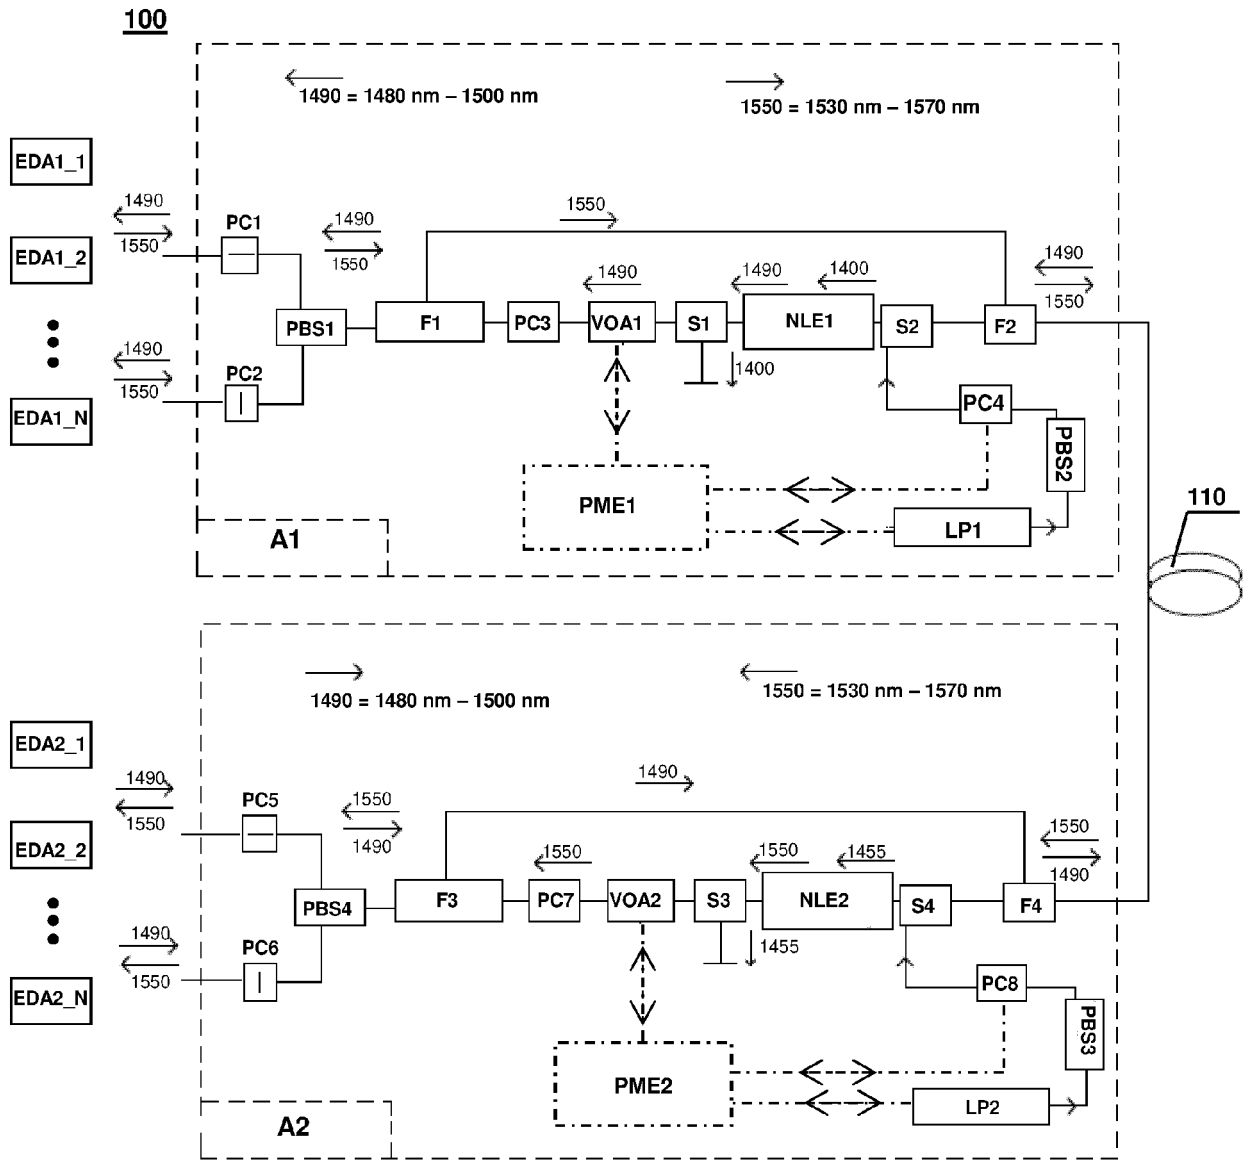 100
1490 = 1480 nm – 1500 nm
1550 = 1530 nm – 1570 nm
EDA1_1
1490
1550
EDA1_2
PC1
1490
1550
1550
1490
1550
PBS1
F1
PC3
1490
VOA1
S1
1490
1400
NLE1
S2
F2
1490
1550
PC2
EDA1_N
1400
PC4
PBS2
PME1
LP1
A1
110
1490 = 1480 nm – 1500 nm
1550 = 1530 nm – 1570 nm
EDA2_1
1490
1550
EDA2_2
PC5
1550
1490
1490
1550
1490
PBS4
F3
1550
PC7
VOA2
S3
1550
1455
NLE2
S4
F4
1490
1550
PC6
EDA2_N
1455
PC8
PBS3
PME2
LP2
A2